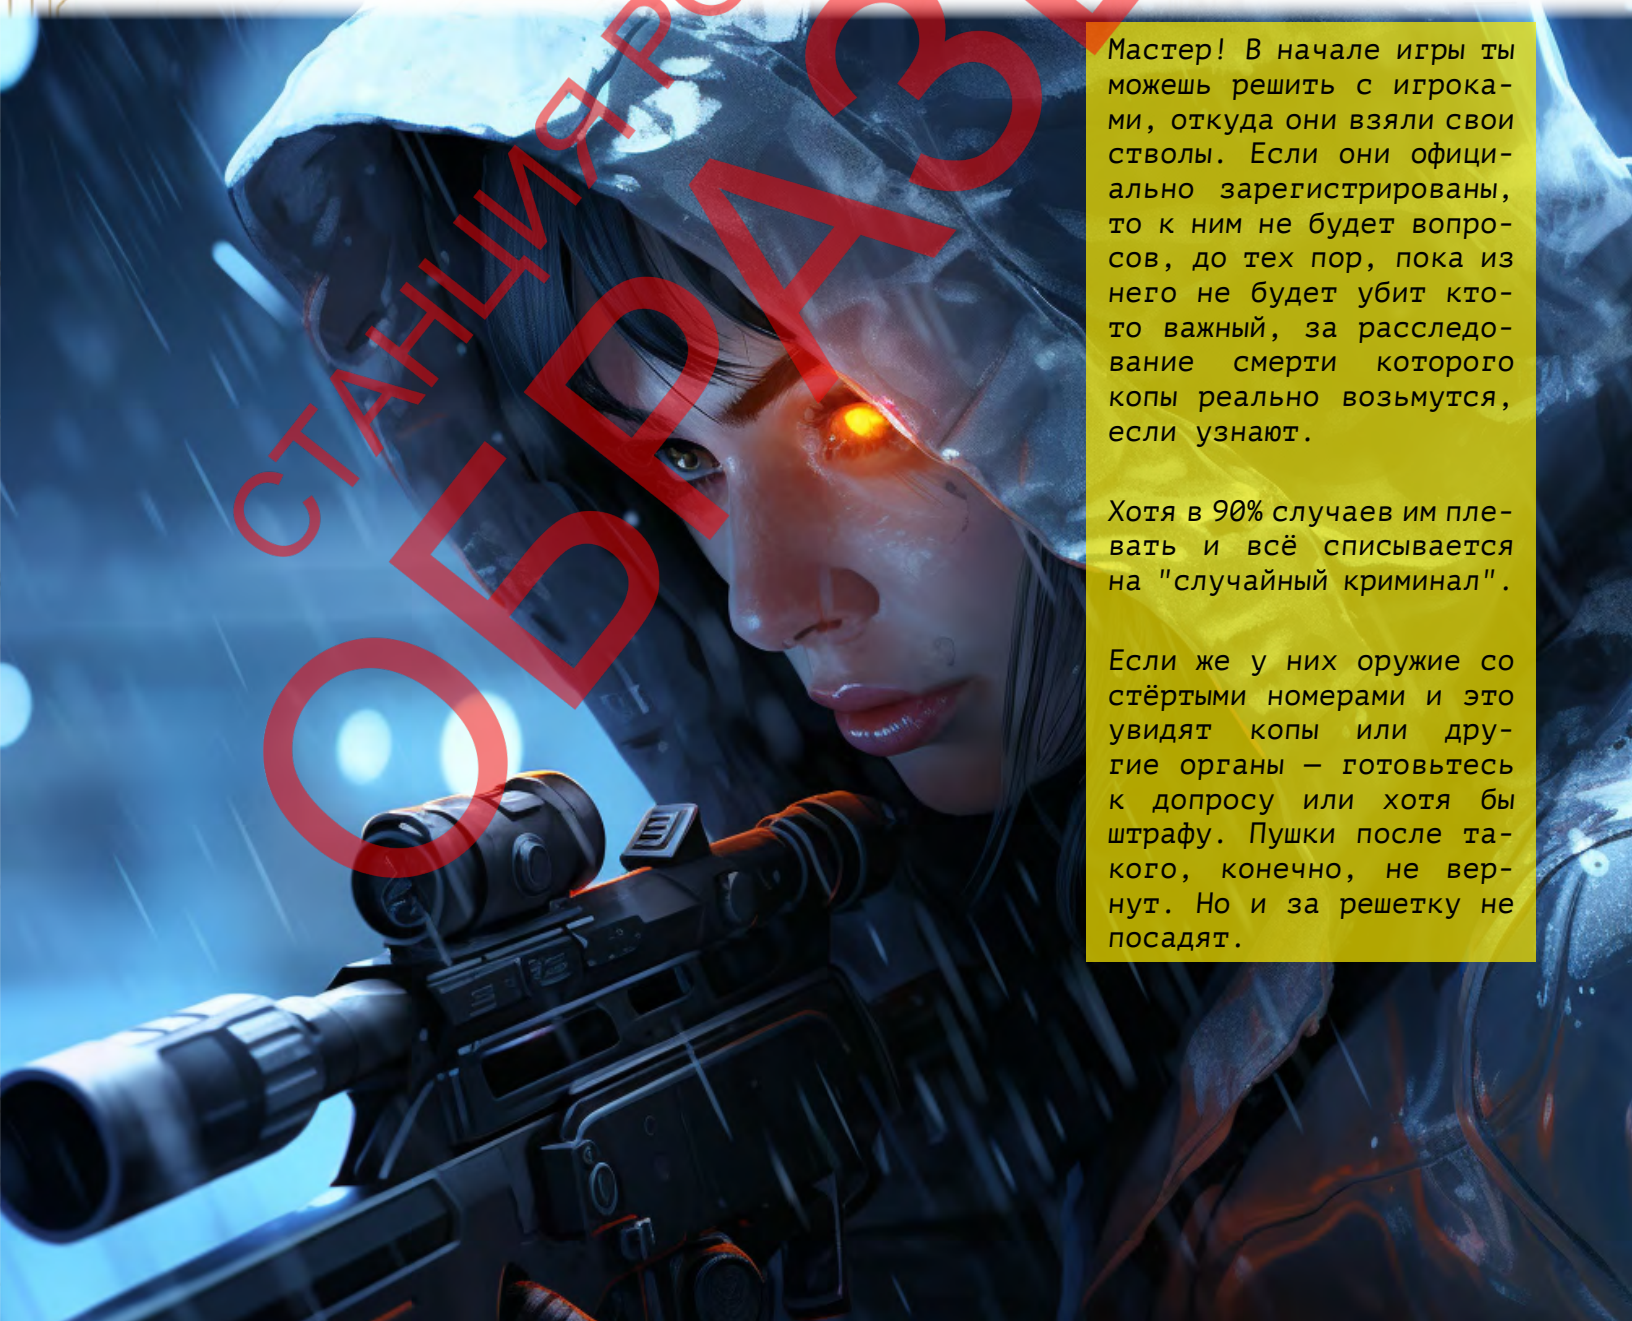 СТАНЦИЯ
ОБРАЗ
Мастер! В начале игры ты
можешь решить с игрока-
ми, откуда они взяли свои
стволы. Если они офици-
ально зарегистрированы,
то к ним не будет вопро-
сов, до тех пор, пока из
него не будет убит кто-
то важный, за расследо-
вание смерти которого
копы реально возьмутся,
если узнают.
Хотя в 90% случаев им пле-
вать и всё списывается
на "случайный криминал".
Если же у них оружие со
стёртыми номерами и это
увидят копы или дру-
гие органы — готовьтесь
к допросу или хотя бы
штрафу. Пушки после та-
кого, конечно, не вер-
нут. Но и за решетку не
посадят.